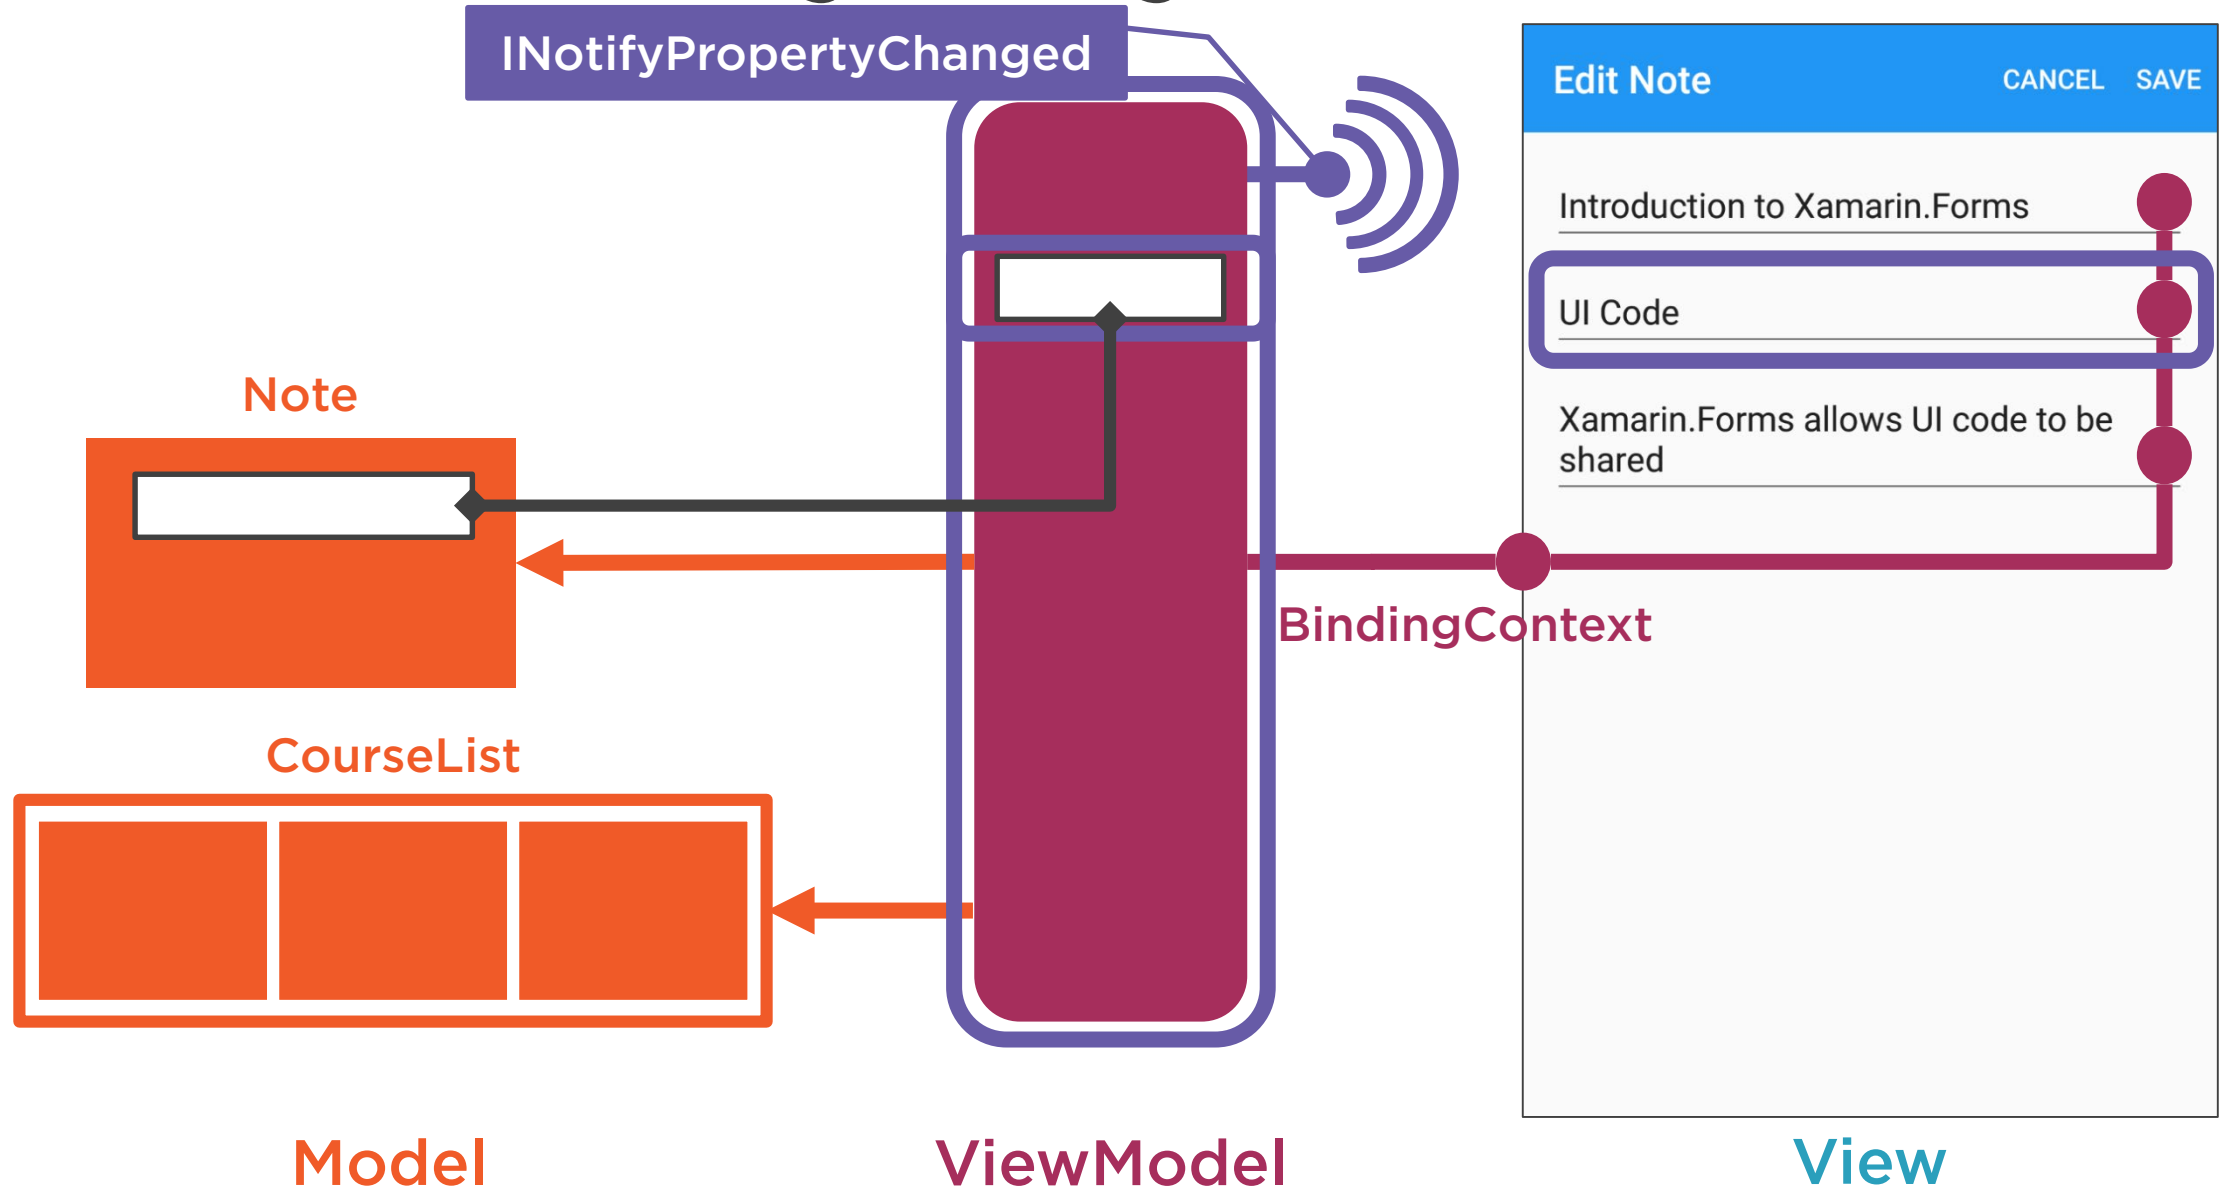 INotifyPropertyChanged
Edit Note
CANCEL SAVE
Introduction to Xamarin.Forms
UI Code
Xamarin.Forms allows UI code to be
shared
Note
BindingContext
CourseList
Model
ViewModel
View